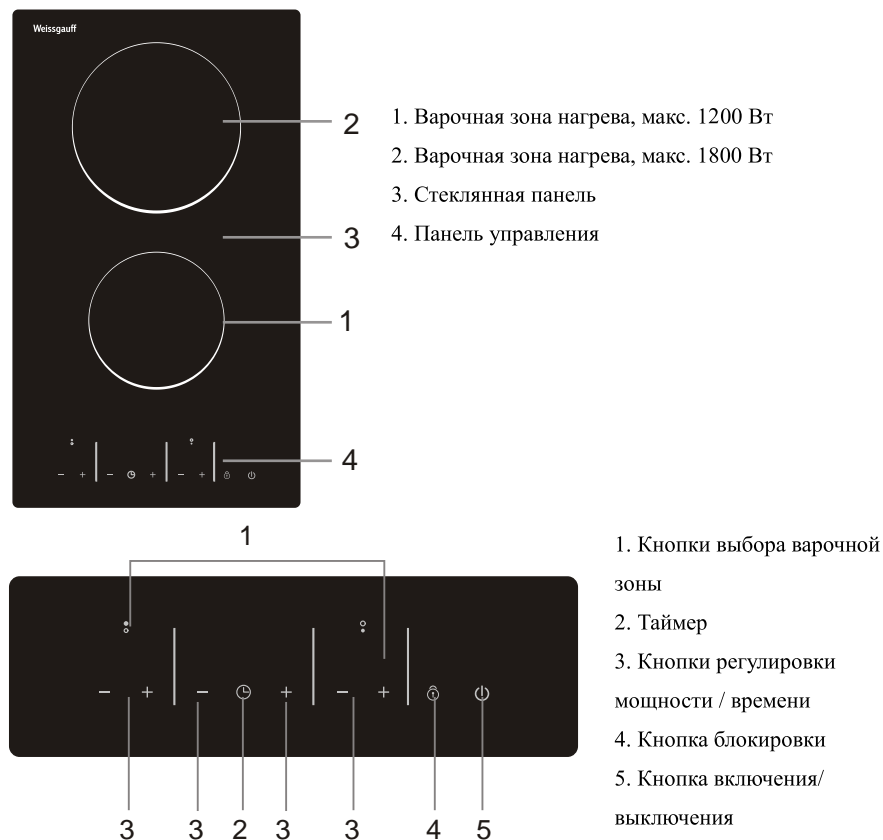 Weissgauff
2
1. Варочная зона нагрева, макс. 1200 Вт
2. Варочная зона нагрева, макс. 1800 Вт
3. Стеклянная панель
3
4. Панель управления
1
4
1
1. Кнопки выбора варочной
зоны
2. Таймер
3. Кнопки регулировки
мощности / времени
4. Кнопка блокировки
5. Кнопка включения/
выключения
3 3 2 3 3 4 5